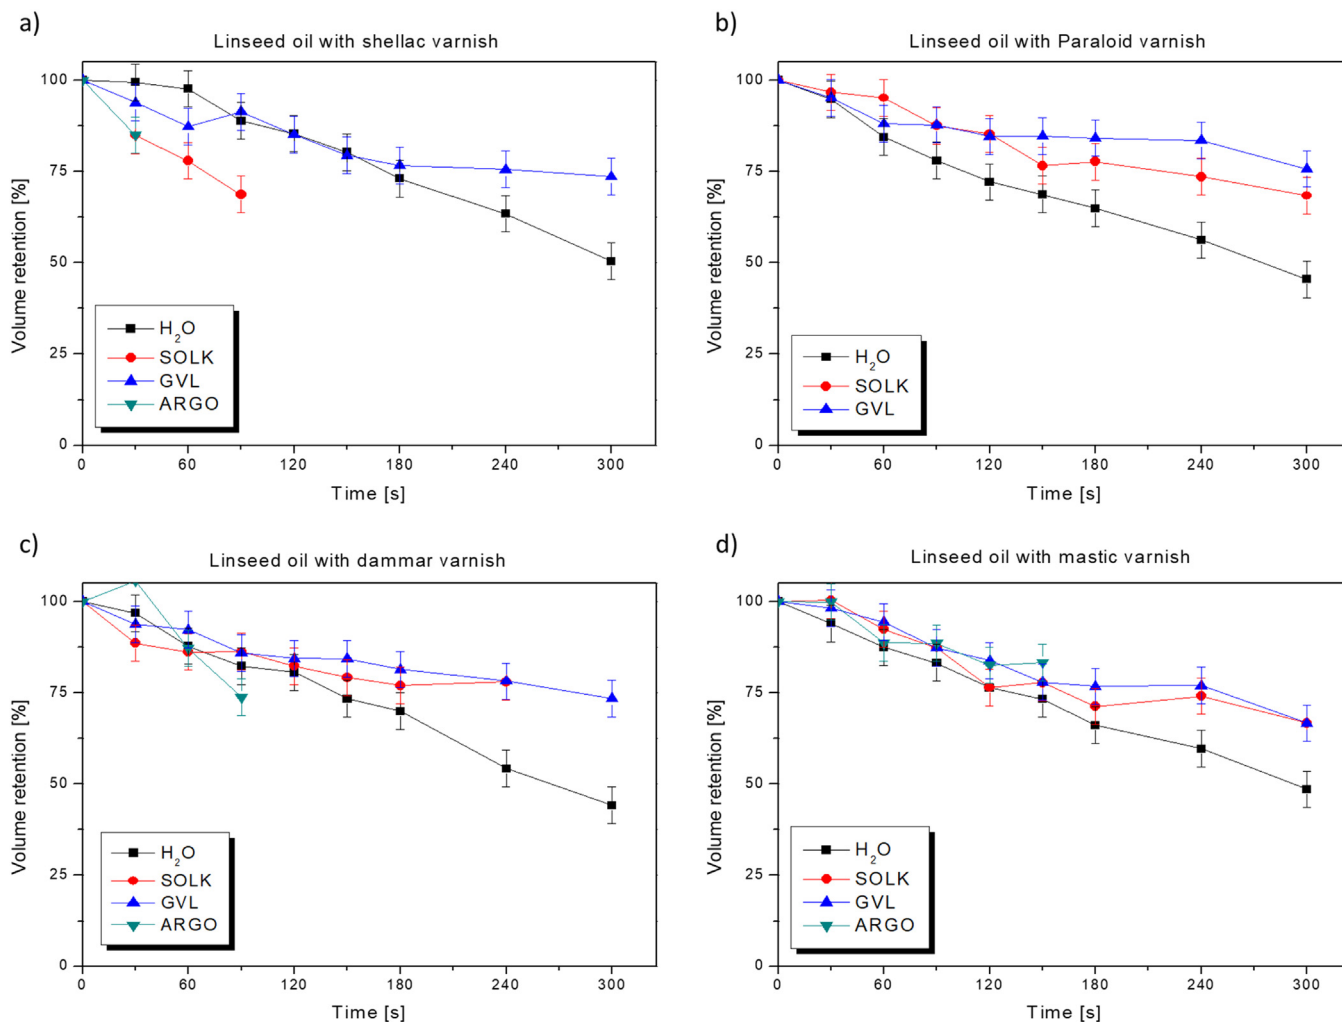 a)
Linseed oil with shellac varnish
100
75
50
25
0
Volume retention [%]
H₂O
SOLK
GVL
ARGO
0 60 120 180 240 300
Time [s]
b)
Linseed oil with Paraloid varnish
100
75
50
25
0
Volume retention [%]
H₂O
SOLK
GVL
0 60 120 180 240 300
Time [s]
c)
Linseed oil with dammar varnish
100
75
50
25
0
Volume retention [%]
H₂O
SOLK
GVL
ARGO
0 60 120 180 240 300
Time [s]
d)
Linseed oil with mastic varnish
100
75
50
25
0
Volume retention [%]
H₂O
SOLK
GVL
ARGO
0 60 120 180 240 300
Time [s]